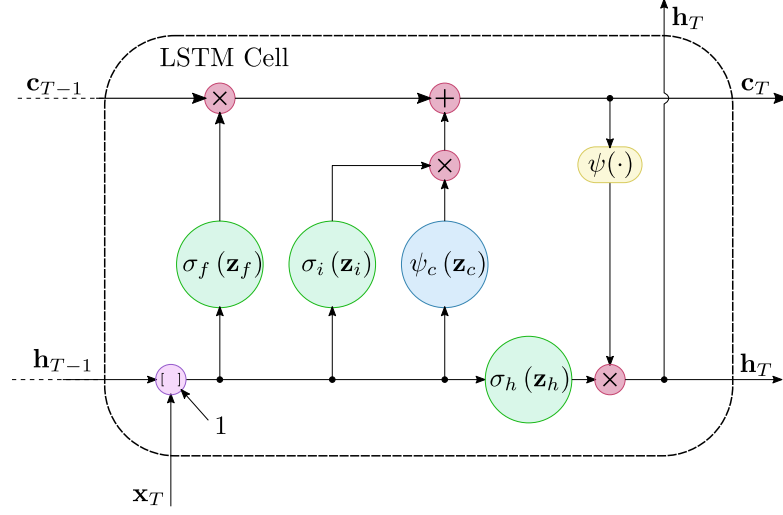 h_T
LSTM Cell
c_{T−1}
×
+
c_T
×
ψ(·)
σ_f (z_f)
σ_i (z_i)
ψ_c (z_c)
h_{T−1}
[ ]
σ_h (z_h)
×
h_T
1
x_T